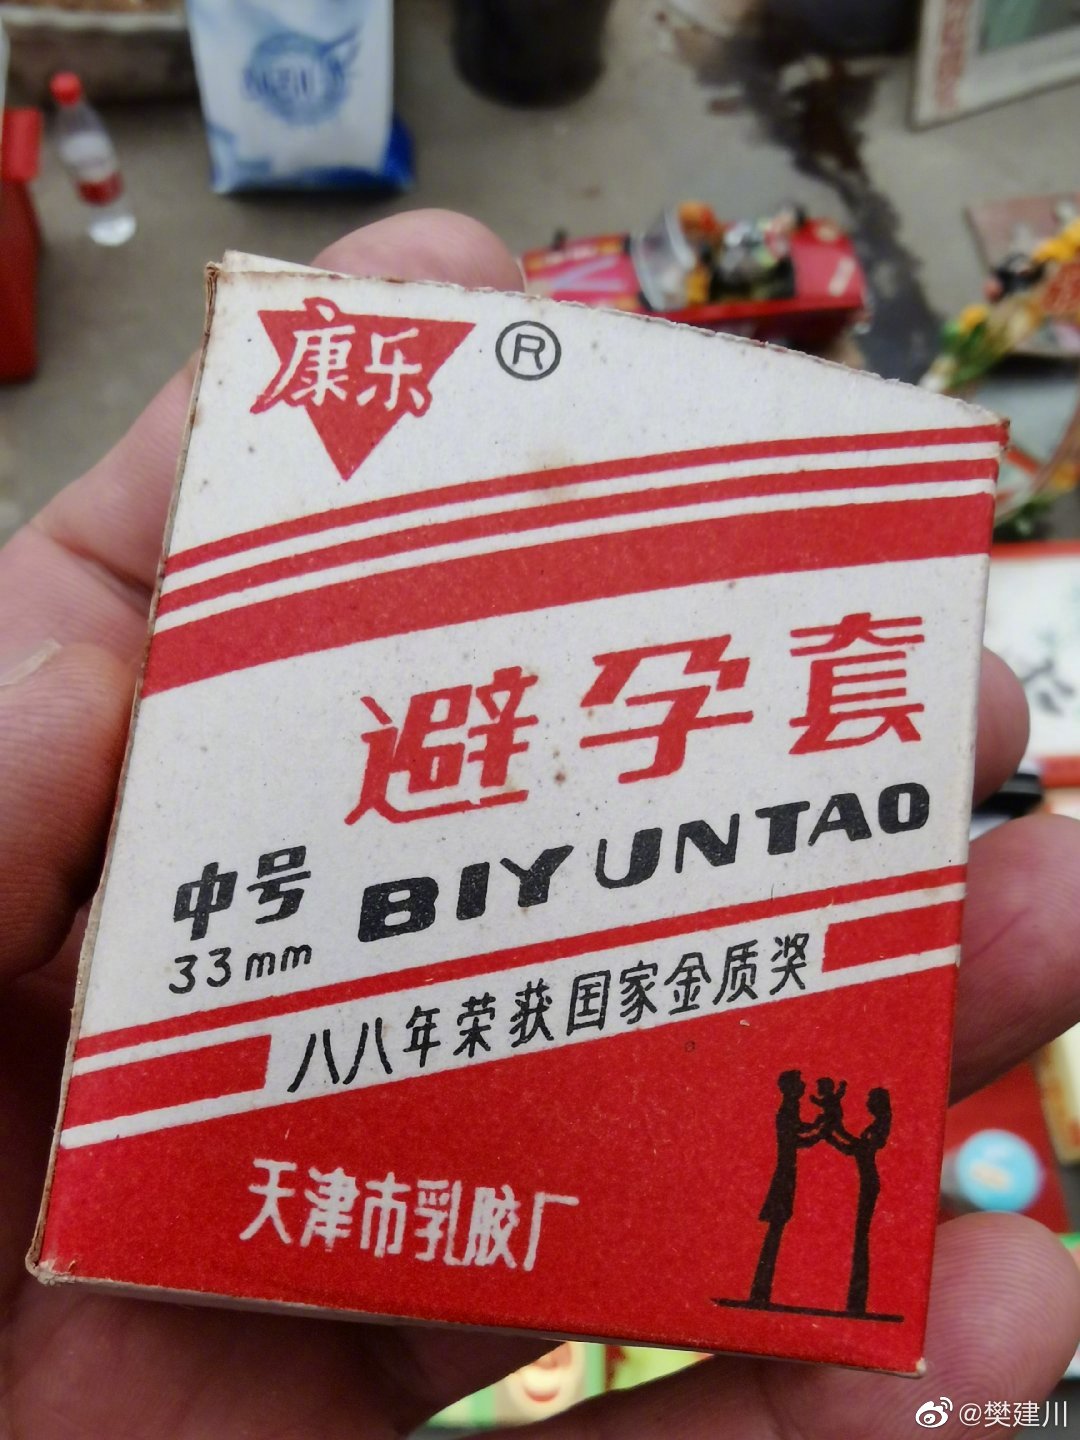 康乐 ®
避孕套
BIYUNTAO
中号
33mm
八八年荣获国家金质奖
天津市乳胶厂
@樊建川